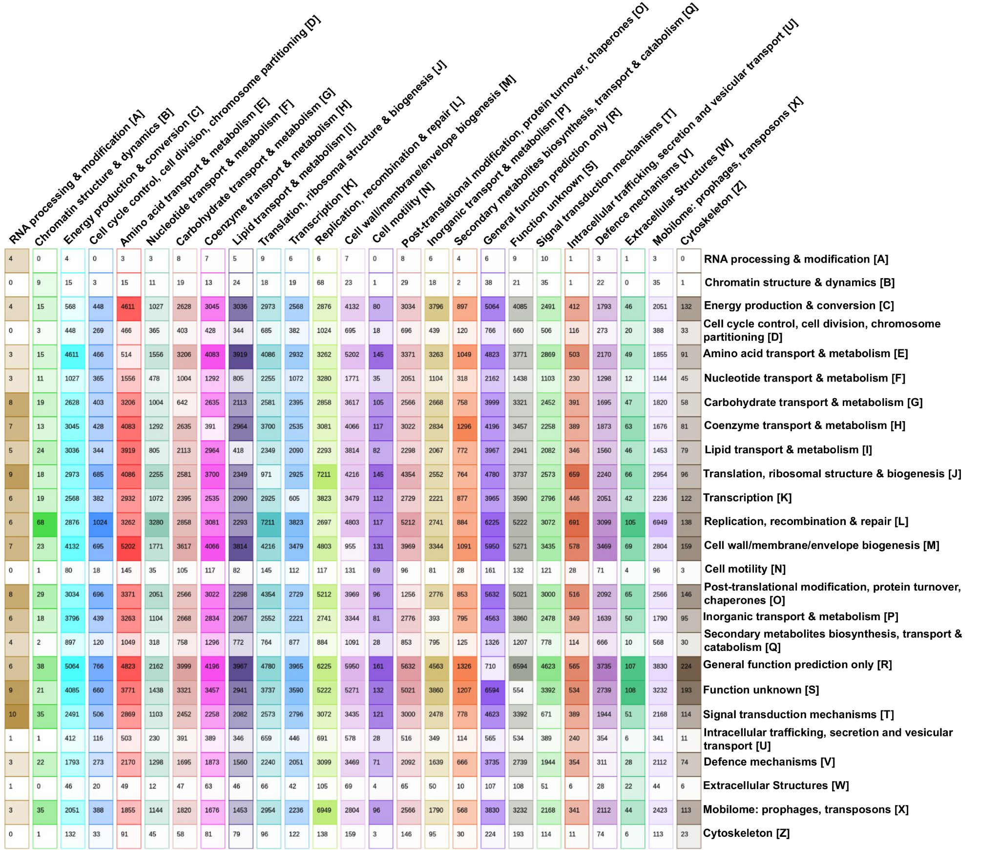 RNA processing & modification [A]
Chromatin structure & dynamics [B]
Energy production & conversion [C]
Cell cycle control, cell division, chromosome partitioning [D]
Amino acid transport & metabolism [E]
Nucleotide transport & metabolism [F]
Carbohydrate transport & metabolism [G]
Coenzyme transport & metabolism [H]
Lipid transport & metabolism [I]
Translation, ribosomal structure & biogenesis [J]
Transcription [K]
Replication, recombination & repair [L]
Cell wall/membrane/envelope biogenesis [M]
Cell motility [N]
Post-translational modification, protein turnover, chaperones [O]
Inorganic transport & metabolism [P]
Secondary metabolites biosynthesis, transport & catabolism [Q]
General function prediction only [R]
Function unknown [S]
Signal transduction mechanisms [T]
Intracellular trafficking, secretion and vesicular transport [U]
Defence mechanisms [V]
Extracellular Structures [W]
Mobilome: prophages, transposons [X]
Cytoskeleton [Z]
4 0 4 0 3 3 8 7 5 9 6 6 7 0 8 6 4 6 9 10 1 3 1 3 0 RNA processing & modification [A]
0 9 15 3 15 11 19 13 24 18 19 68 23 1 29 18 2 38 21 35 1 22 0 35 1 Chromatin structure & dynamics [B]
4 15 568 448 4611 1027 2628 3045 3036 2973 2568 2876 4132 80 3034 3796 897 5064 4085 2491 412 1793 46 2051 132 Energy production & conversion [C]
0 3 448 269 466 365 403 428 344 685 382 1024 695 18 696 439 120 766 660 506 116 273 20 388 33 Cell cycle control, cell division, chromosome
partitioning [D]
3 15 4611 466 514 1556 3206 4083 3919 4086 2932 3262 5202 145 3371 3263 1049 4823 3771 2869 503 2170 49 1855 91 Amino acid transport & metabolism [E]
3 11 1027 365 1556 478 1004 1292 805 2255 1072 3280 1771 35 2051 1104 318 2162 1438 1103 230 1298 12 1144 45 Nucleotide transport & metabolism [F]
8 19 2628 403 3206 1004 642 2635 2113 2581 2395 2858 3617 105 2566 2668 758 3999 3321 2452 391 1695 47 1820 58 Carbohydrate transport & metabolism [G]
7 13 3045 428 4083 1292 2635 391 2964 3700 2535 3081 4066 117 3022 2834 1296 4196 3457 2258 389 1873 63 1676 81 Coenzyme transport & metabolism [H]
5 24 3036 344 3919 805 2113 2964 418 2349 2090 2293 3814 82 2298 2067 772 3967 2941 2082 346 1560 46 1453 79 Lipid transport & metabolism [I]
9 18 2973 685 4086 2255 2581 3700 2349 971 2925 7211 4216 145 4354 2552 764 4780 3737 2573 659 2240 66 2954 96 Translation, ribosomal structure & biogenesis [J]
6 19 2568 382 2932 1072 2395 2535 2090 2925 605 3823 3479 112 2729 2221 877 3965 3590 2796 446 2051 42 2236 122 Transcription [K]
6 68 2876 1024 3262 3280 2858 3081 2293 7211 3823 2697 4803 117 5212 2741 884 6225 5222 3072 691 3099 105 6949 138 Replication, recombination & repair [L]
7 23 4132 695 5202 1771 3617 4066 3814 4216 3479 4803 955 131 3969 3344 1091 5950 5271 3435 578 3469 69 2804 159 Cell wall/membrane/envelope biogenesis [M]
0 1 80 18 145 35 105 117 82 145 112 117 131 69 96 81 28 161 132 121 28 71 4 96 3 Cell motility [N]
8 29 3034 696 3371 2051 2566 3022 2298 4354 2729 5212 3969 96 1256 2776 853 5632 5021 3000 516 2092 65 2566 146 Post-translational modification, protein turnover,
chaperones [O]
6 18 3796 439 3263 1104 2668 2834 2067 2552 2221 2741 3344 81 2776 393 795 4563 3860 2478 349 1639 50 1790 95 Inorganic transport & metabolism [P]
4 2 897 120 1049 318 758 1296 772 764 877 884 1091 28 853 795 125 1326 1207 778 114 666 10 568 30 Secondary metabolites biosynthesis, transport &
catabolism [Q]
6 38 5064 766 4823 2162 3999 4196 3967 4780 3965 6225 5950 161 5632 4563 1326 710 6594 4623 565 3735 107 3830 224 General function prediction only [R]
9 21 4085 660 3771 1438 3321 3457 2941 3737 3590 5222 5271 132 5021 3860 1207 6594 554 3392 534 2739 108 3232 193 Function unknown [S]
10 35 2491 506 2869 1103 2452 2258 2082 2573 2796 3072 3435 121 3000 2478 778 4623 3392 671 389 1944 51 2168 114 Signal transduction mechanisms [T]
1 1 412 116 503 230 391 389 346 659 446 691 578 28 516 349 114 565 534 389 240 354 6 341 11 Intracellular trafficking, secretion and vesicular
transport [U]
3 22 1793 273 2170 1298 1695 1873 1560 2240 2051 3099 3469 71 2092 1639 666 3735 2739 1944 354 311 28 2112 74 Defence mechanisms [V]
1 0 46 20 49 12 47 63 46 66 42 105 69 4 65 50 10 107 108 51 6 28 22 44 6 Extracellular Structures [W]
3 35 2051 388 1855 1144 1820 1676 1453 2954 2236 6949 2804 96 2566 1790 568 3830 3232 2168 341 2112 44 2423 113 Mobilome: prophages, transposons [X]
0 1 132 33 91 45 58 81 79 96 122 138 159 3 146 95 30 224 193 114 11 74 6 113 23 Cytoskeleton [Z]